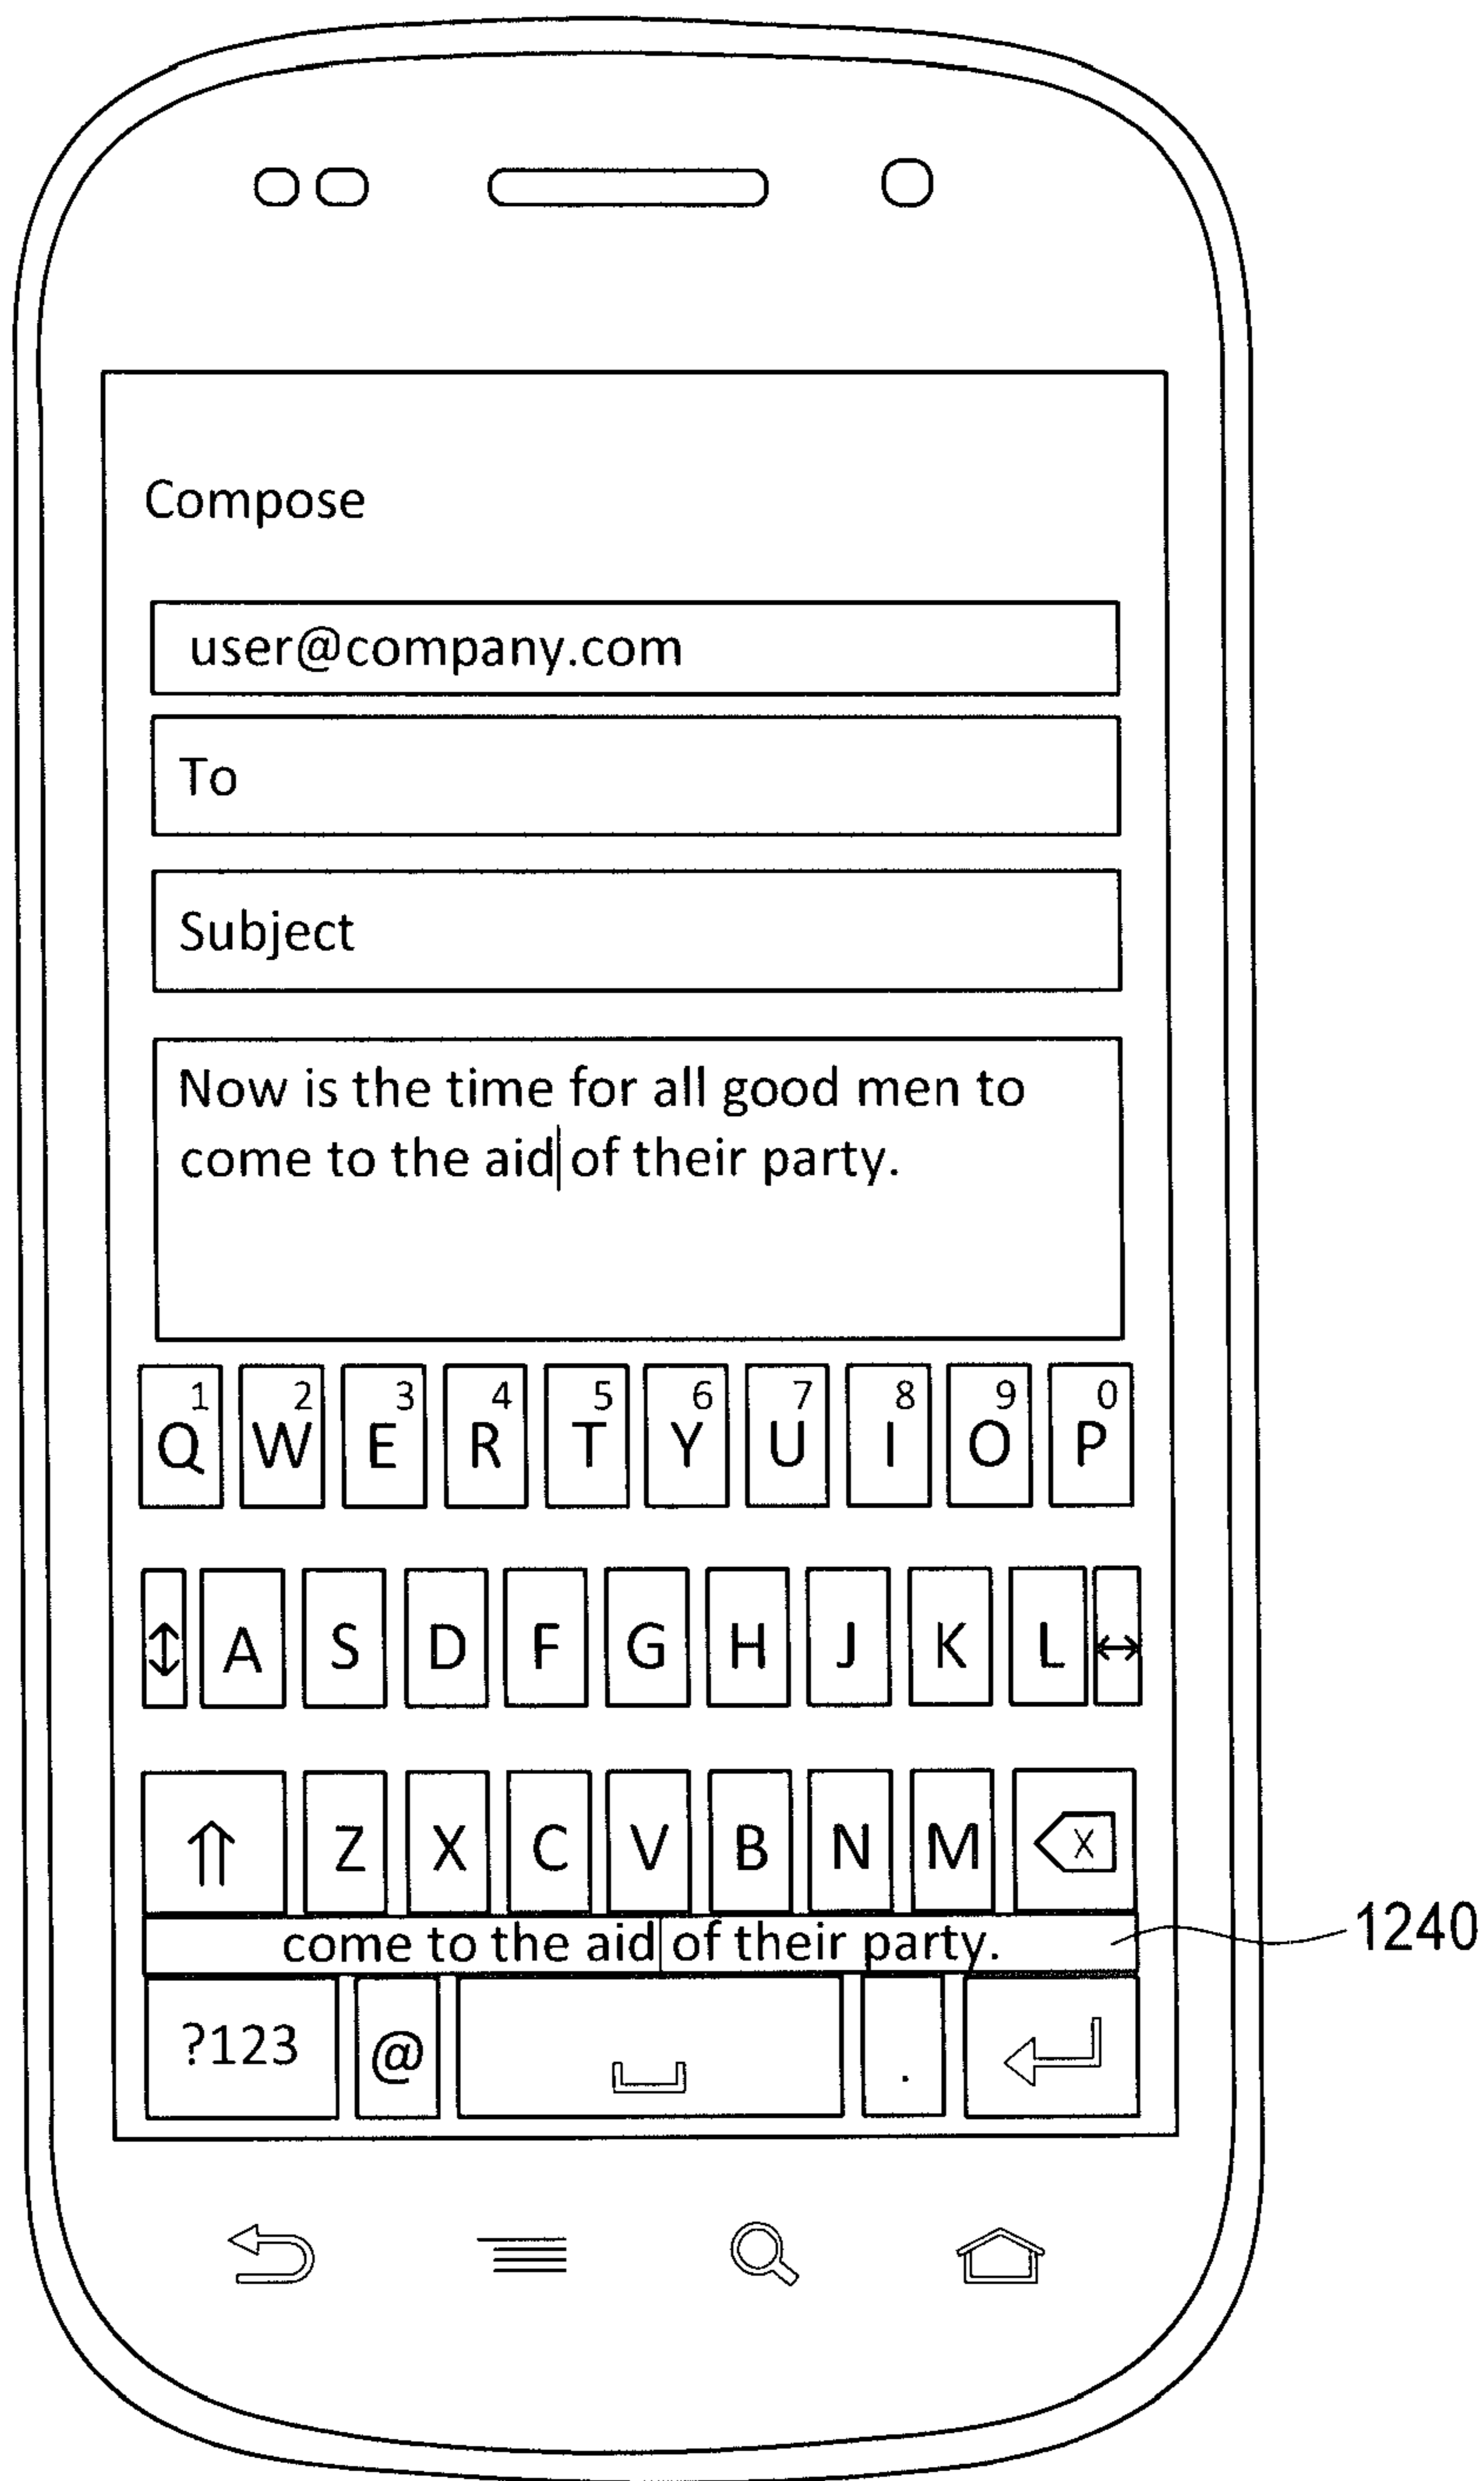 Compose
user@company.com
To
Subject
Now is the time for all good men to
come to the aid of their party.
1 2 3 4 5 6 7 8 9 0
Q W E R T Y U I O P
A S D F G H J K L
Z X C V B N M X
come to the aid of their party.
1240
?123 @ .